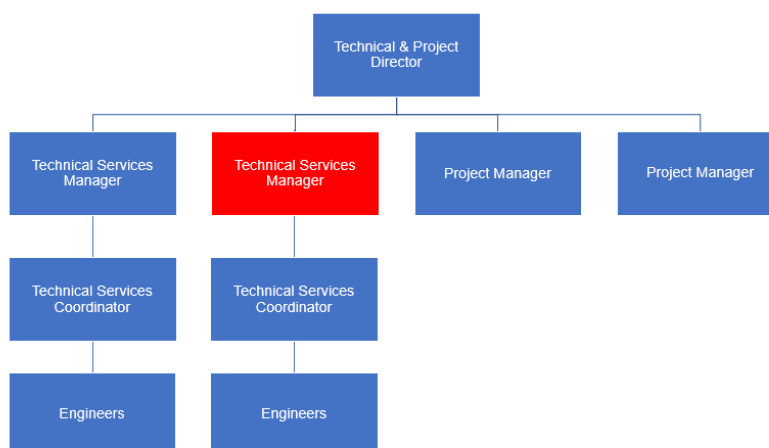 Technical & Project
Director
Technical Services
Manager
Technical Services
Manager
Project Manager
Project Manager
Technical Services
Coordinator
Technical Services
Coordinator
Engineers
Engineers